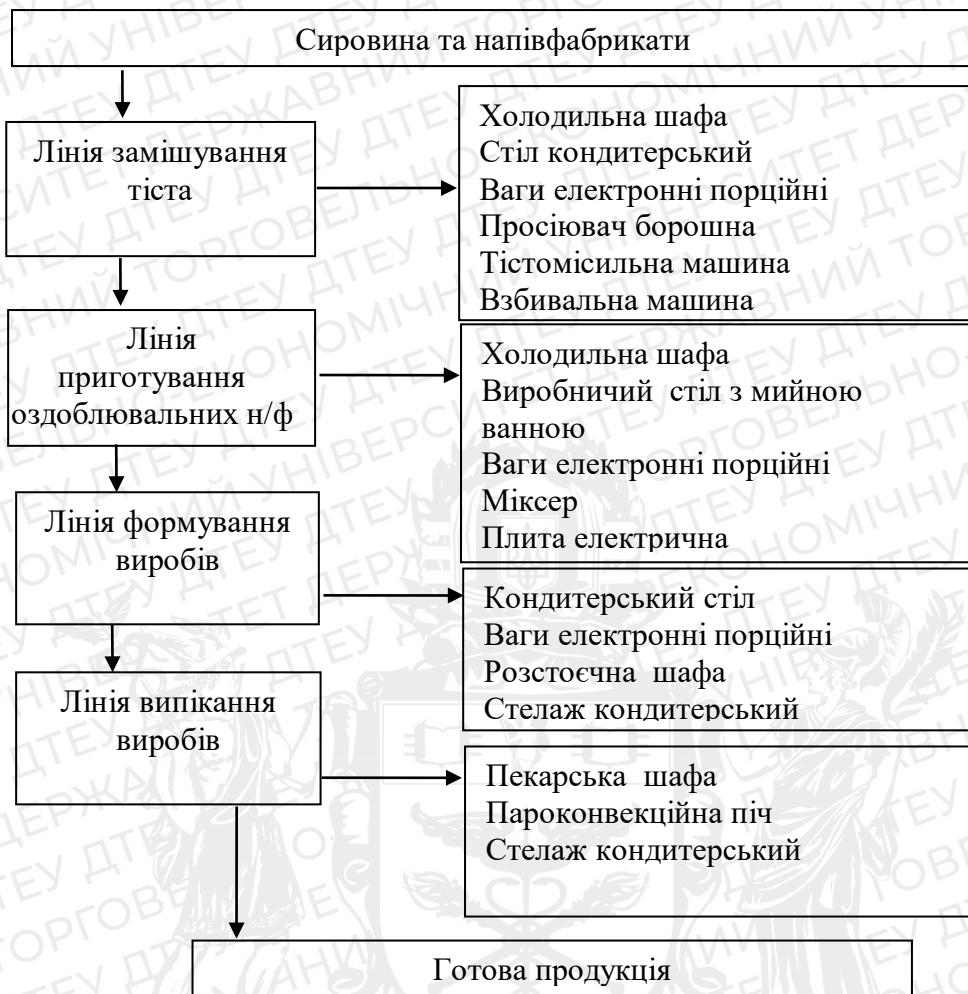 Сировина та напівфабрикати
Лінія замішування
тіста
Холодильна шафа
Стіл кондитерський
Ваги електронні порційні
Просіювач борошна
Тістомісильна машина
Взбивальна машина
Лінія
приготування
оздоблювальних н/ф
Холодильна шафа
Виробничий стіл з мийною
ванною
Ваги електронні порційні
Міксер
Плита електрична
Лінія формування
виробів
Кондитерський стіл
Ваги електронні порційні
Розстоєчна шафа
Стелаж кондитерський
Лінія випікання
виробів
Пекарська шафа
Пароконвекційна піч
Стелаж кондитерський
Готова продукція